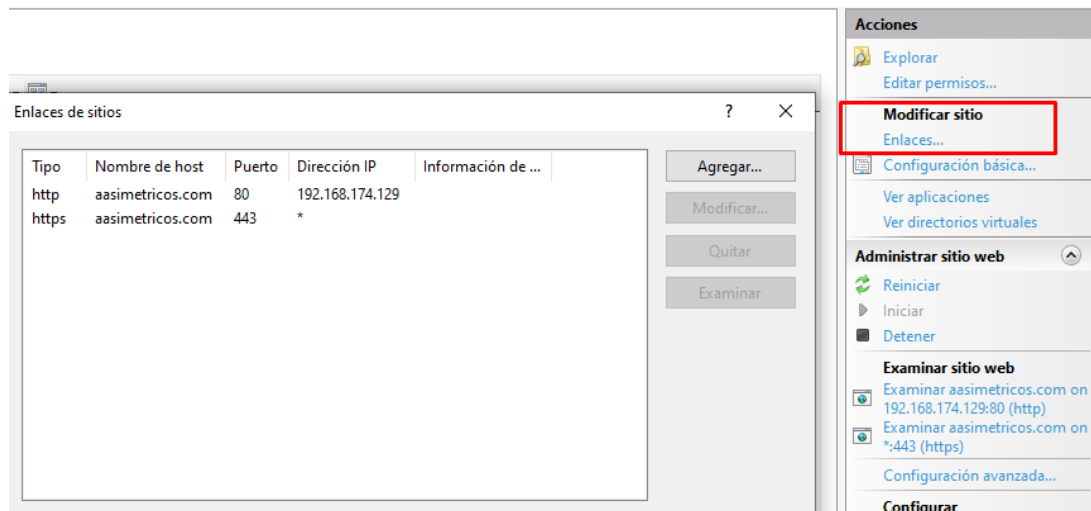 Enlaces de sitios
?
Tipo Nombre de host Puerto Dirección IP Información de ...
http aasimetricos.com 80 192.168.174.129
https aasimetricos.com 443 *
Agregar...
Modificar...
Quitar
Examinar
Acciones
Explorar
Editar permisos...
Modificar sitio
Enlaces...
Configuración básica...
Ver aplicaciones
Ver directorios virtuales
Administrar sitio web
Reiniciar
Iniciar
Detener
Examinar sitio web
Examinar aasimetricos.com on
192.168.174.129:80 (http)
Examinar aasimetricos.com on
*:443 (https)
Configuración avanzada...
Configurar